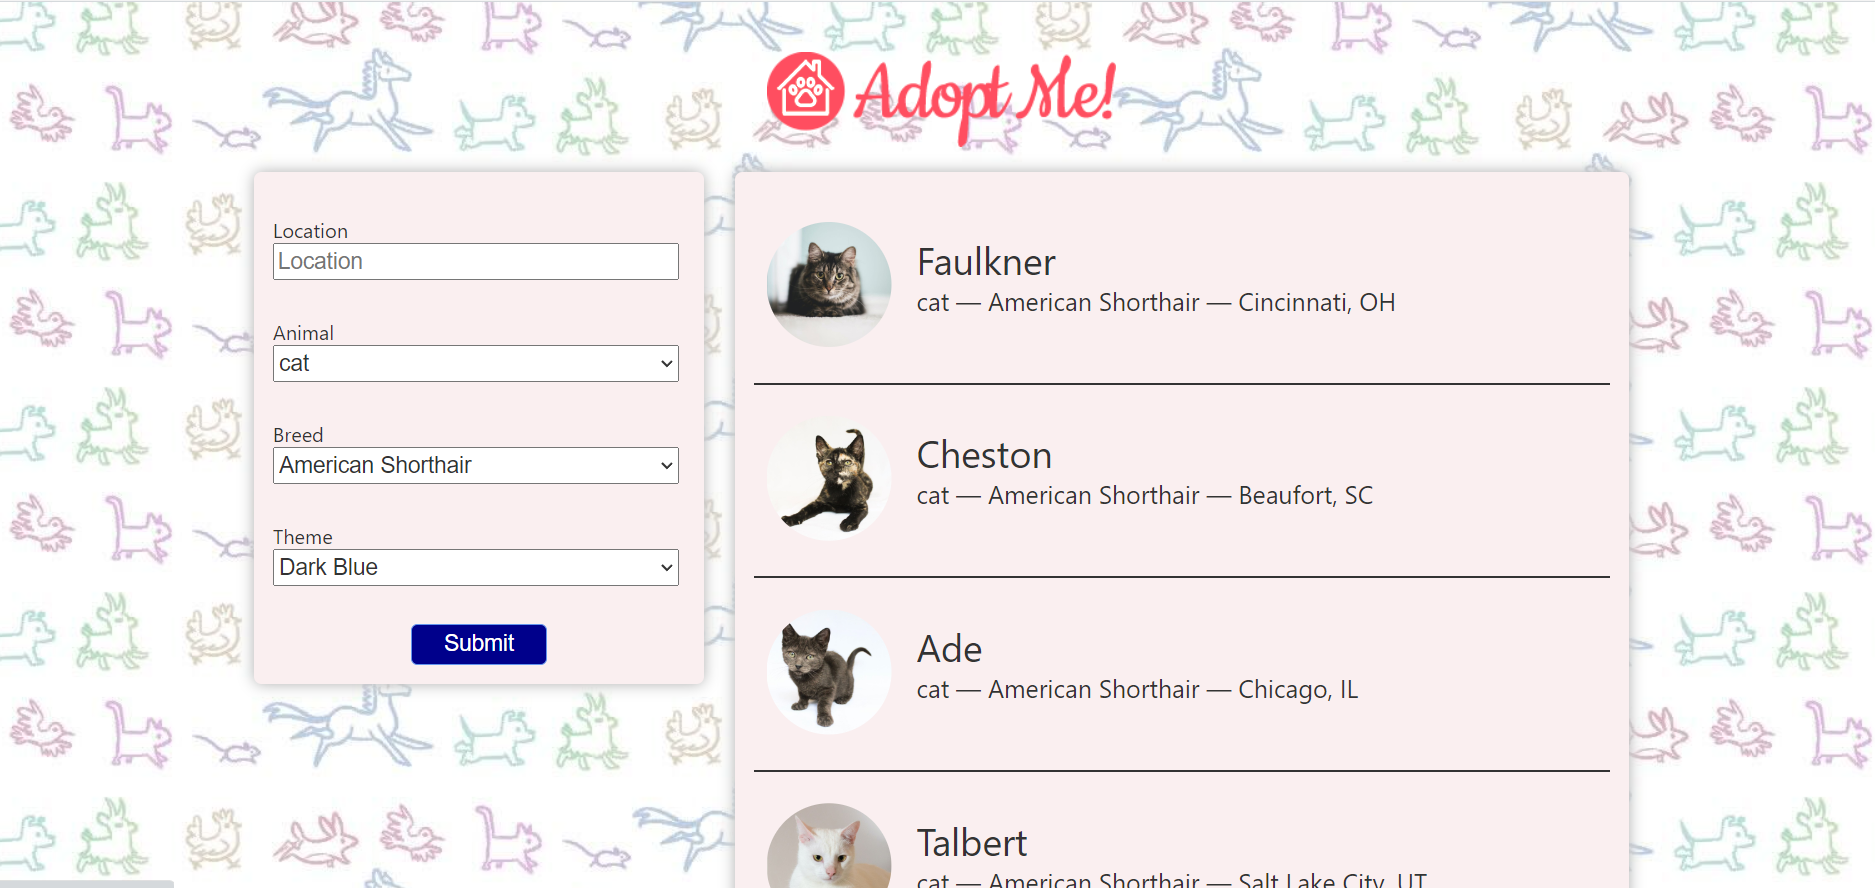 Adopt Me!
Location
Location
Animal
cat
Breed
American Shorthair
Theme
Dark Blue
Submit
Faulkner
cat — American Shorthair — Cincinnati, OH
Cheston
cat — American Shorthair — Beaufort, SC
Ade
cat — American Shorthair — Chicago, IL
Talbert
cat — American Shorthair — Salt Lake City, UT